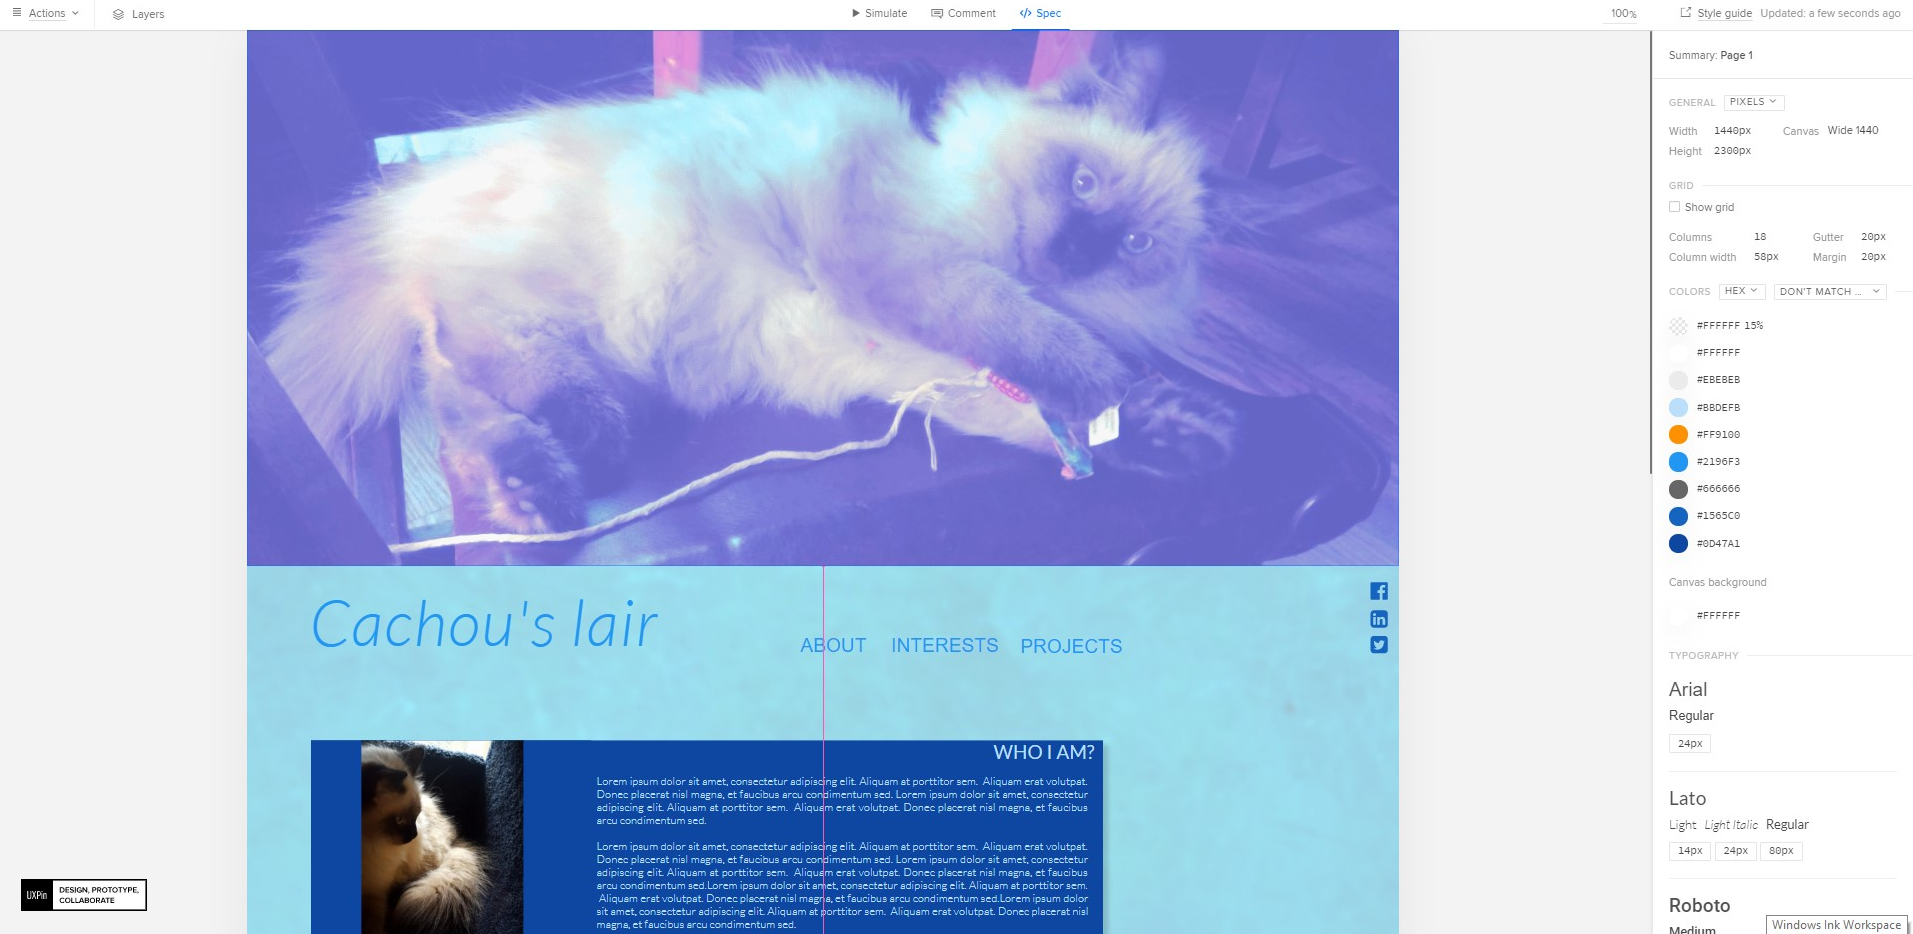 Actions
Layers
Simulate
Comment
Spec
100%
Style guide
Updated: a few seconds ago
Summary: Page 1
GENERAL PIXELS
Width 1440px Canvas Wide 1440
Height 2300px
GRID
Show grid
Columns 18 Gutter 20px
Column width 58px Margin 20px
COLORS HEX DON'T MATCH ...
#FFFFFF 15%
#FFFFFF
#EBEBEB
#BBDEFB
#FF9100
#2196F3
#666666
#1565C0
#0D47A1
Canvas background
#FFFFFF
TYPOGRAPHY
Arial
Regular
24px
Lato
Light Light Italic Regular
14px 24px 80px
Roboto
Medium
Windows Ink Workspace
Cachou's lair
ABOUT INTERESTS PROJECTS
WHO I AM?
Lorem ipsum dolor sit amet, consectetur adipiscing elit. Aliquam at porttitor sem. Aliquam erat volutpat.
Donec placerat nisl magna, et faucibus arcu condimentum sed. Lorem ipsum dolor sit amet, consectetur
adipiscing elit. Aliquam at porttitor sem. Aliquam erat volutpat. Donec placerat nisl magna, et faucibus
arcu condimentum sed.
Lorem ipsum dolor sit amet, consectetur adipiscing elit. Aliquam at porttitor sem. Aliquam erat volutpat.
Donec placerat nisl magna, et faucibus arcu condimentum sed. Lorem ipsum dolor sit amet, consectetur
adipiscing elit. Aliquam at porttitor sem. Aliquam erat volutpat. Donec placerat nisl magna, et faucibus
arcu condimentum sed.Lorem ipsum dolor sit amet, consectetur adipiscing elit. Aliquam at porttitor sem.
Aliquam erat volutpat. Donec placerat nisl magna, et faucibus arcu condimentum sed.Lorem ipsum dolor
sit amet, consectetur adipiscing elit. Aliquam at porttitor sem. Aliquam erat volutpat. Donec placerat nisl
magna, et faucibus arcu condimentum sed.
UXPin
DESIGN, PROTOTYPE,
COLLABORATE